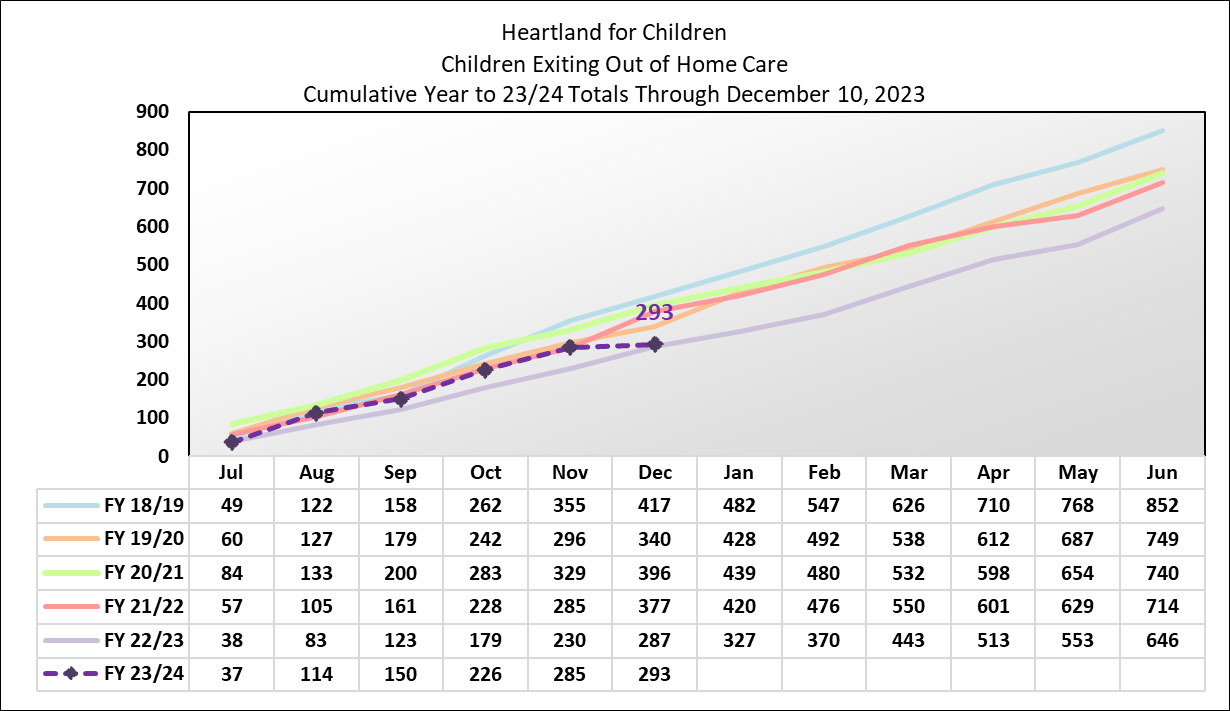 Heartland for Children
Children Exiting Out of Home Care
Cumulative Year to 23/24 Totals Through December 10, 2023
900
800
700
600
500
400
300
200
100
0
293
Jul Aug Sep Oct Nov Dec Jan Feb Mar Apr May Jun
FY 18/19 49 122 158 262 355 417 482 547 626 710 768 852
FY 19/20 60 127 179 242 296 340 428 492 538 612 687 749
FY 20/21 84 133 200 283 329 396 439 480 532 598 654 740
FY 21/22 57 105 161 228 285 377 420 476 550 601 629 714
FY 22/23 38 83 123 179 230 287 327 370 443 513 553 646
FY 23/24 37 114 150 226 285 293